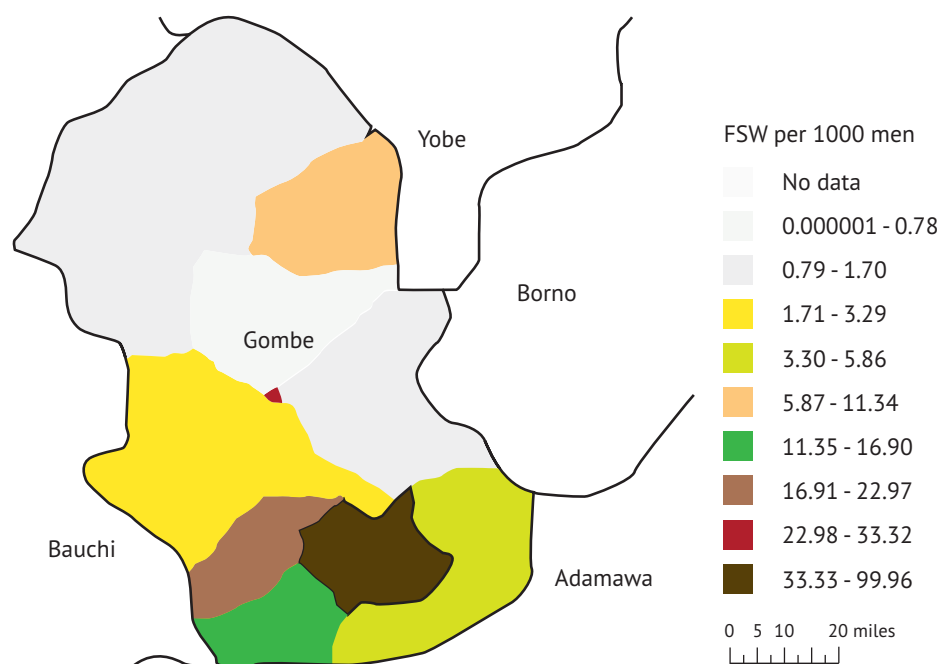 Yobe
Borno
Gombe
Bauchi
Adamawa
FSW per 1000 men
No data
0.000001 - 0.78
0.79 - 1.70
1.71 - 3.29
3.30 - 5.86
5.87 - 11.34
11.35 - 16.90
16.91 - 22.97
22.98 - 33.32
33.33 - 99.96
0 5 10 20 miles